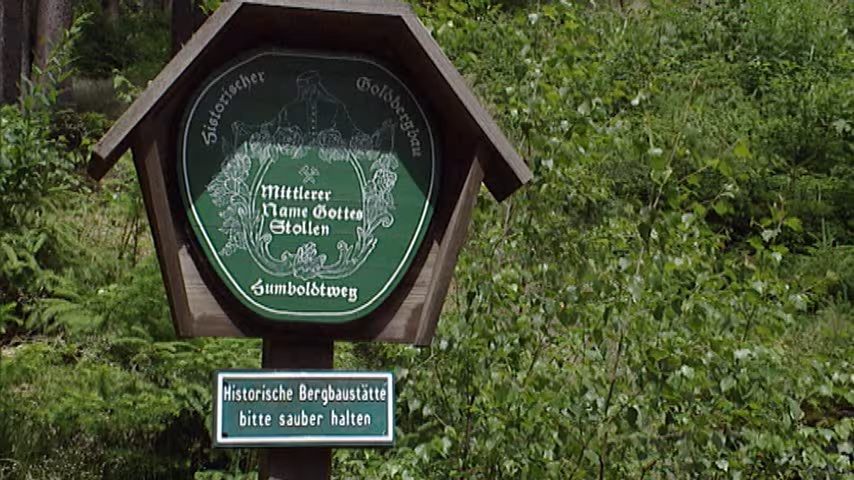 Historischer Goldbergbau
Mittlerer
Name Gottes
Stollen
Humboldtweg
Historische Bergbaustätte
bitte sauber halten